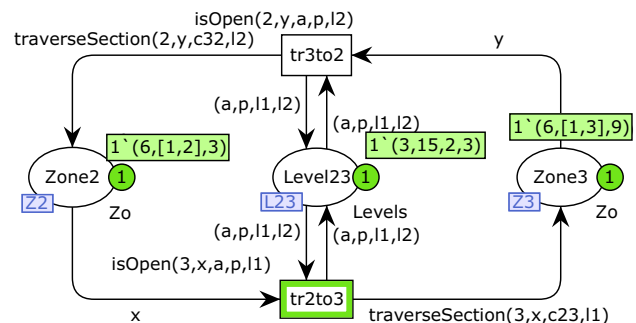 isOpen(2,y,a,p,l2)
traverseSection(2,y,c32,l2)
tr3to2
y
(a,p,l1,l2)
(a,p,l1,l2)
1`(6,[1,2],3)
1`(3,15,2,3)
1`(6,[1,3],9)
Zone2
1
Level23
1
Zone3
1
Z2
Zo
L23
Levels
Z3
Zo
(a,p,l1,l2)
(a,p,l1,l2)
isOpen(3,x,a,p,l1)
tr2to3
x
traverseSection(3,x,c23,l1)